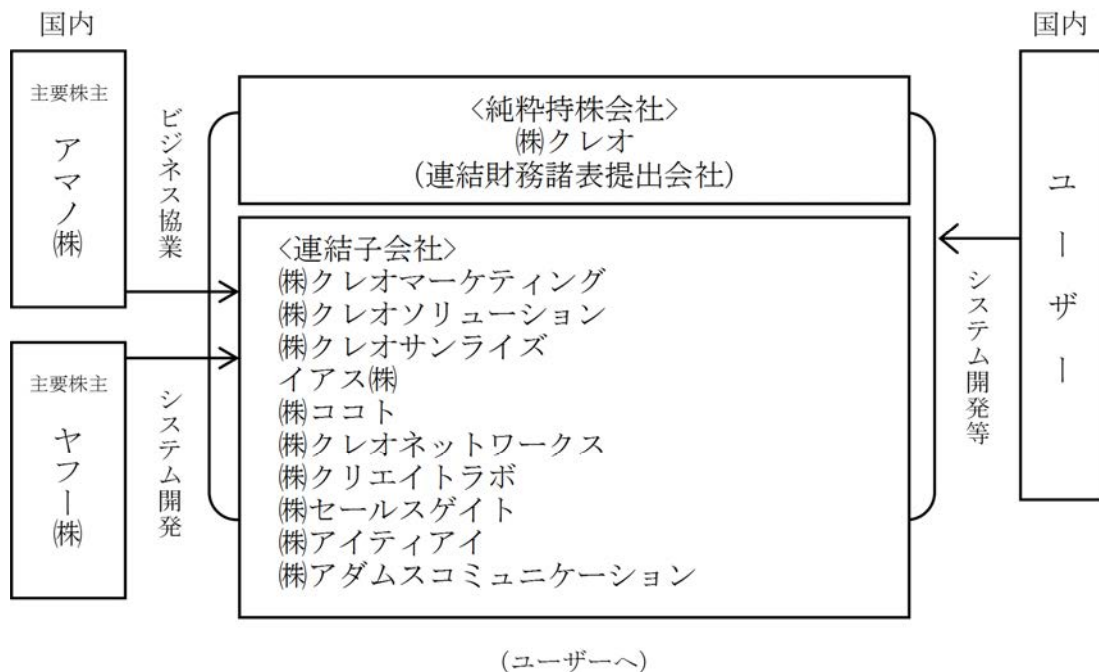 国内
国内
主要株主
アマノ㈱
ビジネス協業
<純粋持株会社>
㈱クレオ
(連結財務諸表提出会社)
<連結子会社>
㈱クレオマーケティング
㈱クレオソリューション
㈱クレオサンライズ
イアス㈱
㈱ココト
㈱クレオネットワークス
㈱クリエイトラボ
㈱セールスゲイト
㈱アイティアイ
㈱アダムスコミュニケーション
主要株主
ヤフー㈱
システム開発
システム開発等
ユーザー
(ユーザーへ)